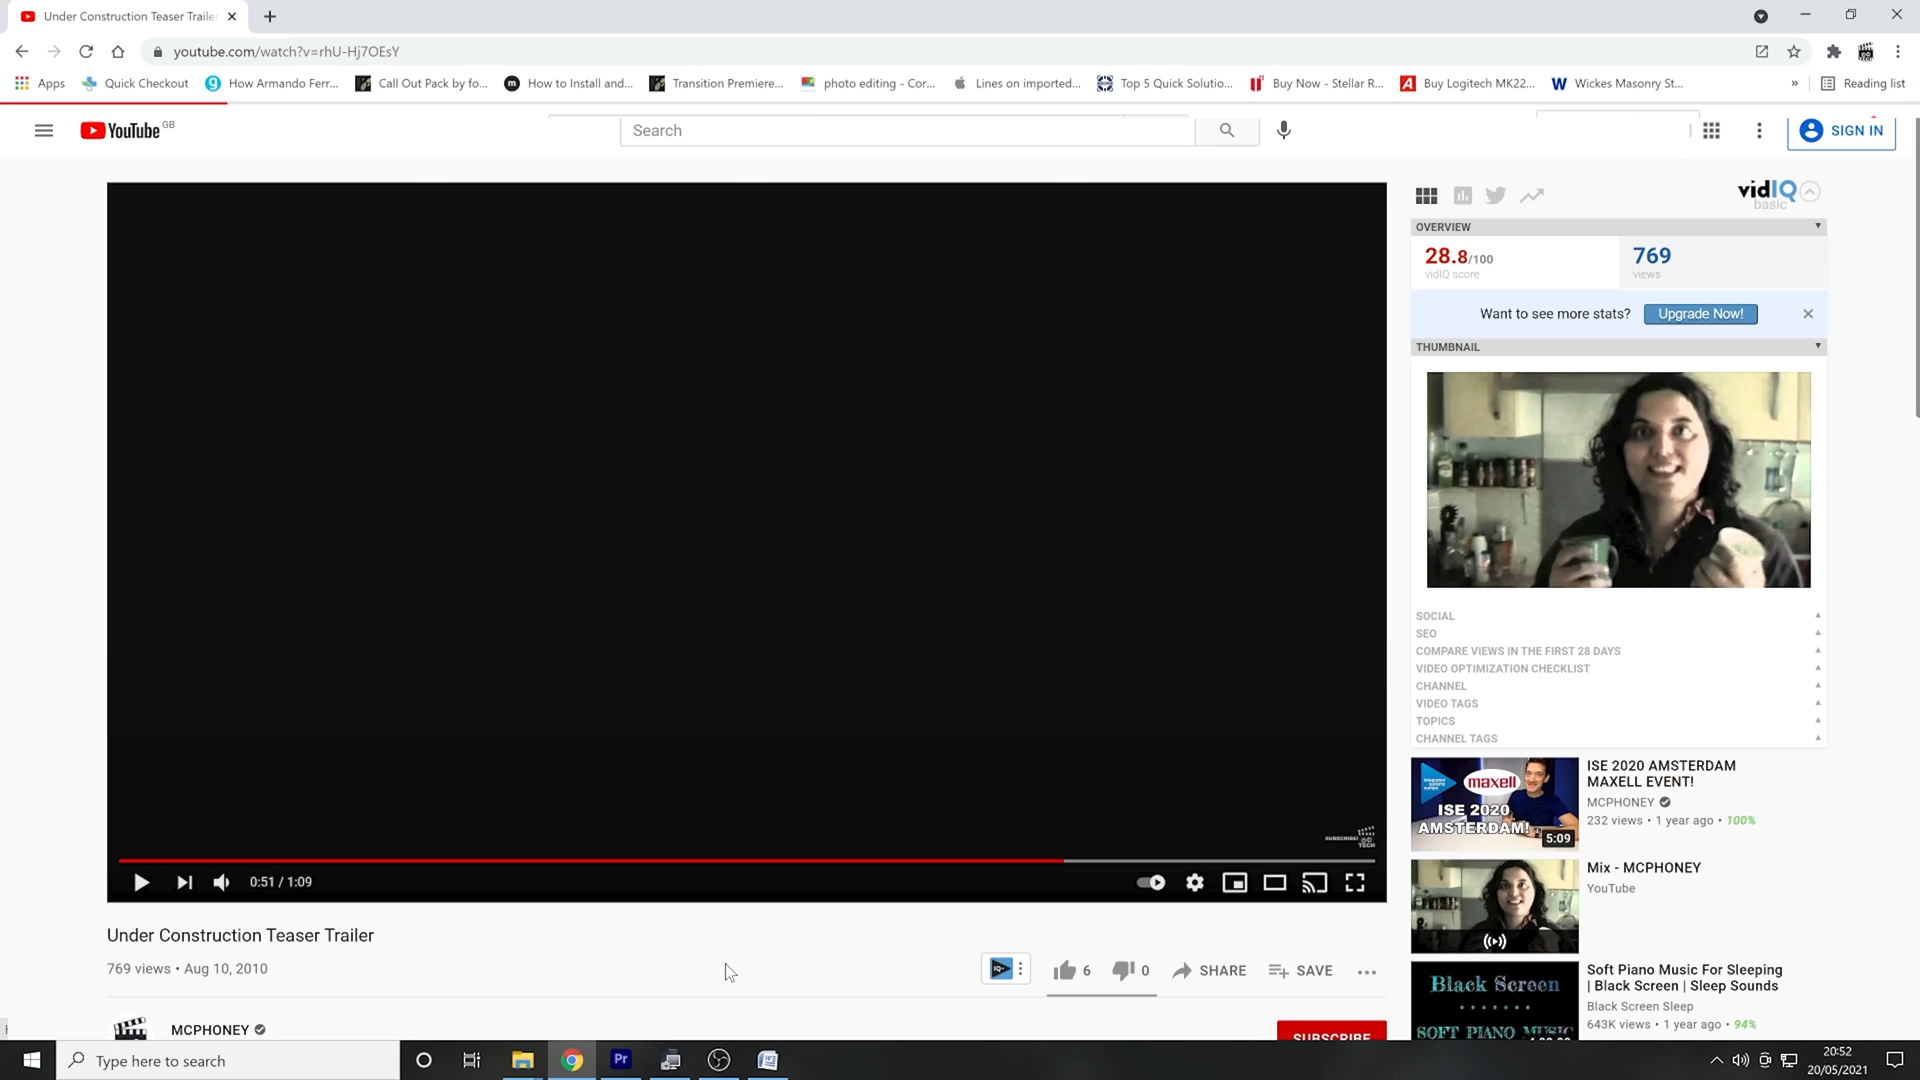 Under Construction Teaser Trailer
youtube.com/watch?v=rhU-Hj7OEsY
Apps
Quick Checkout
How Armando Ferr...
Call Out Pack by fo...
How to Install and...
Transition Premiere...
photo editing - Cor...
Lines on imported...
Top 5 Quick Solutio...
Buy Now - Stellar R...
Buy Logitech MK22...
Wickes Masonry St...
»
Reading list
YouTube GB
Search
SIGN IN
vidIQ
basic
OVERVIEW
28.8/100
vidIQ score
769
views
Want to see more stats?
Upgrade Now!
THUMBNAIL
SOCIAL
SEO
COMPARE VIEWS IN THE FIRST 28 DAYS
VIDEO OPTIMIZATION CHECKLIST
CHANNEL
VIDEO TAGS
TOPICS
CHANNEL TAGS
maxell
ISE 2020
AMSTERDAM!
5:09
ISE 2020 AMSTERDAM
MAXELL EVENT!
MCPHONEY
232 views • 1 year ago • 100%
Mix - MCPHONEY
YouTube
Black Screen
SOFT PIANO MUSIC
Soft Piano Music For Sleeping
| Black Screen | Sleep Sounds
Black Screen Sleep
643K views • 1 year ago • 94%
SUBSCRIBE!
TECH
0:51 / 1:09
Under Construction Teaser Trailer
769 views • Aug 10, 2010
6
0
SHARE
SAVE
MCPHONEY
SUBSCRIBE
Type here to search
Pr
20:52
20/05/2021